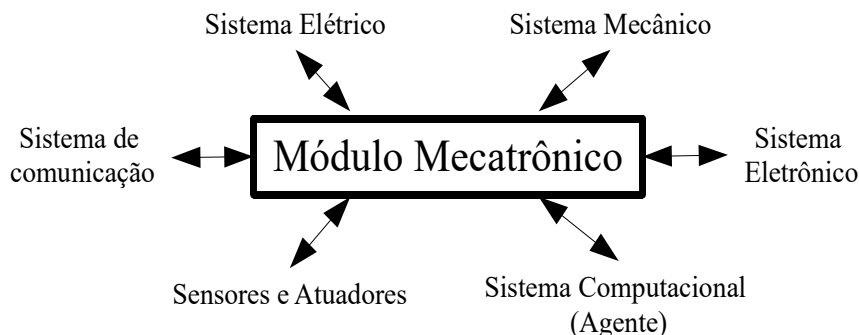 Sistema Elétrico
Sistema Mecânico
Sistema de
comunicação
Módulo Mecatrônico
Sistema
Eletrônico
Sensores e Atuadores
Sistema Computacional
(Agente)